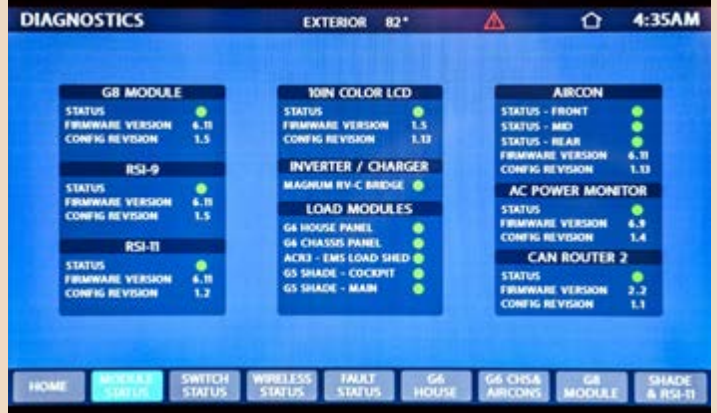 DIAGNOSTICS EXTERIOR 82° 4:35AM
G8 MODULE
STATUS
FIRMWARE VERSION 6.11
CONFIG REVISION 1.5
RSI-9
STATUS
FIRMWARE VERSION 6.11
CONFIG REVISION 1.5
RSI-11
STATUS
FIRMWARE VERSION 6.11
CONFIG REVISION 1.2
10IN COLOR LCD
STATUS
FIRMWARE VERSION 1.5
CONFIG REVISION 1.13
INVERTER / CHARGER
MAGNUM RV-C BRIDGE
LOAD MODULES
G6 HOUSE PANEL
G6 CHASSIS PANEL
ACR3 - EMS LOAD SHED
G5 SHADE - COCKPIT
G5 SHADE - MAIN
AIRCON
STATUS - FRONT
STATUS - MID
STATUS - REAR
FIRMWARE VERSION 6.11
CONFIG REVISION 1.13
AC POWER MONITOR
STATUS
FIRMWARE VERSION 6.9
CONFIG REVISION 1.4
CAN ROUTER 2
STATUS
FIRMWARE VERSION 2.2
CONFIG REVISION 1.1
HOME
MODULE
STATUS
SWITCH
STATUS
WIRELESS
STATUS
FAULT
STATUS
G6
HOUSE
G6 CHS&
AIRCONS
G8
MODULE
SHADE
& RSI-11